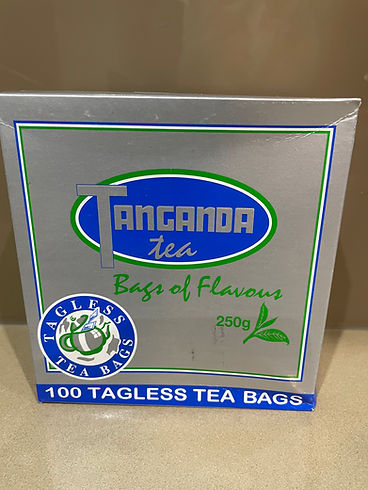 TANGANDA
tea
Bags of Flavour
250g
TAGLESS
TEA BAGS
100 TAGLESS TEA BAGS